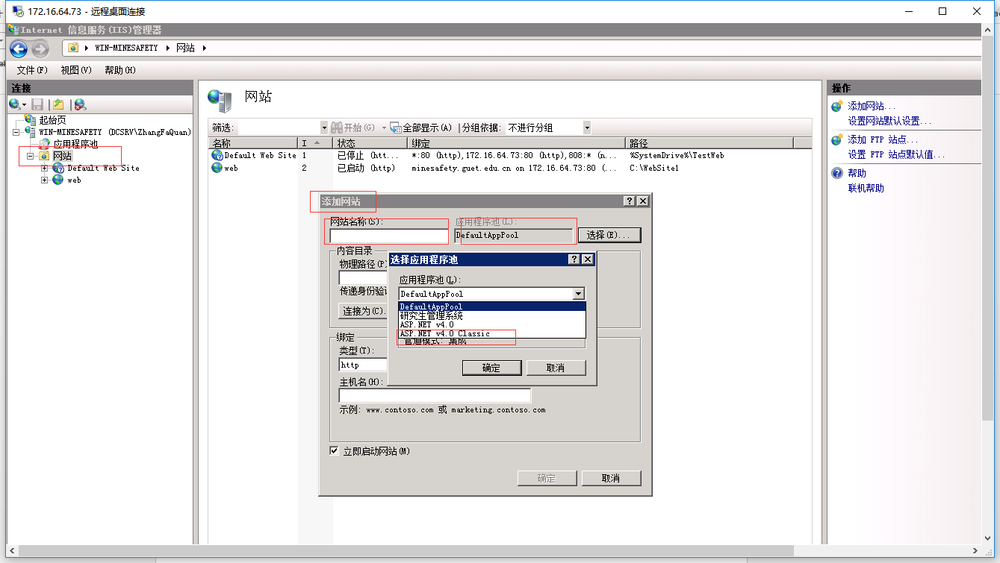 172.16.64.73 - 远程桌面连接
Internet 信息服务(IIS)管理器
WIN-MINESAFETY
网站
文件(F) 视图(V) 帮助(H)
连接
起始页
WIN-MINESAFETY (DCSRV\ZhangFaQuan)
应用程序池
网站
Default Web Site
web
网站
筛选: 开始(G) 全部显示(A) 分组依据: 不进行分组
名称 I 状态 绑定 路径
Default Web Site 1 已停止 (htt... *:80 (http),172.16.64.73:80 (http),808:* (n... %SystemDrive%\TestWeb
web 2 已启动 (http) minesafety.guet.edu.cn on 172.16.64.73:80 (... C:\WebSite1
添加网站
网站名称(S): 应用程序池(L):
DefaultAppPool 选择(E)...
内容目录
物理路径(P
传递身份验
连接为(C).
绑定
类型(T):
http
主机名(H):
示例: www.contoso.com 或 marketing.contoso.com
立即启动网站(M)
确定 取消
选择应用程序池
应用程序池(L):
DefaultAppPool
DefaultAppPool
研究生管理系统
ASP.NET v4.0
ASP.NET v4.0 Classic
管道模式: 集成
确定 取消
操作
添加网站...
设置网站默认设置...
添加 FTP 站点...
设置 FTP 站点默认值...
帮助
联机帮助